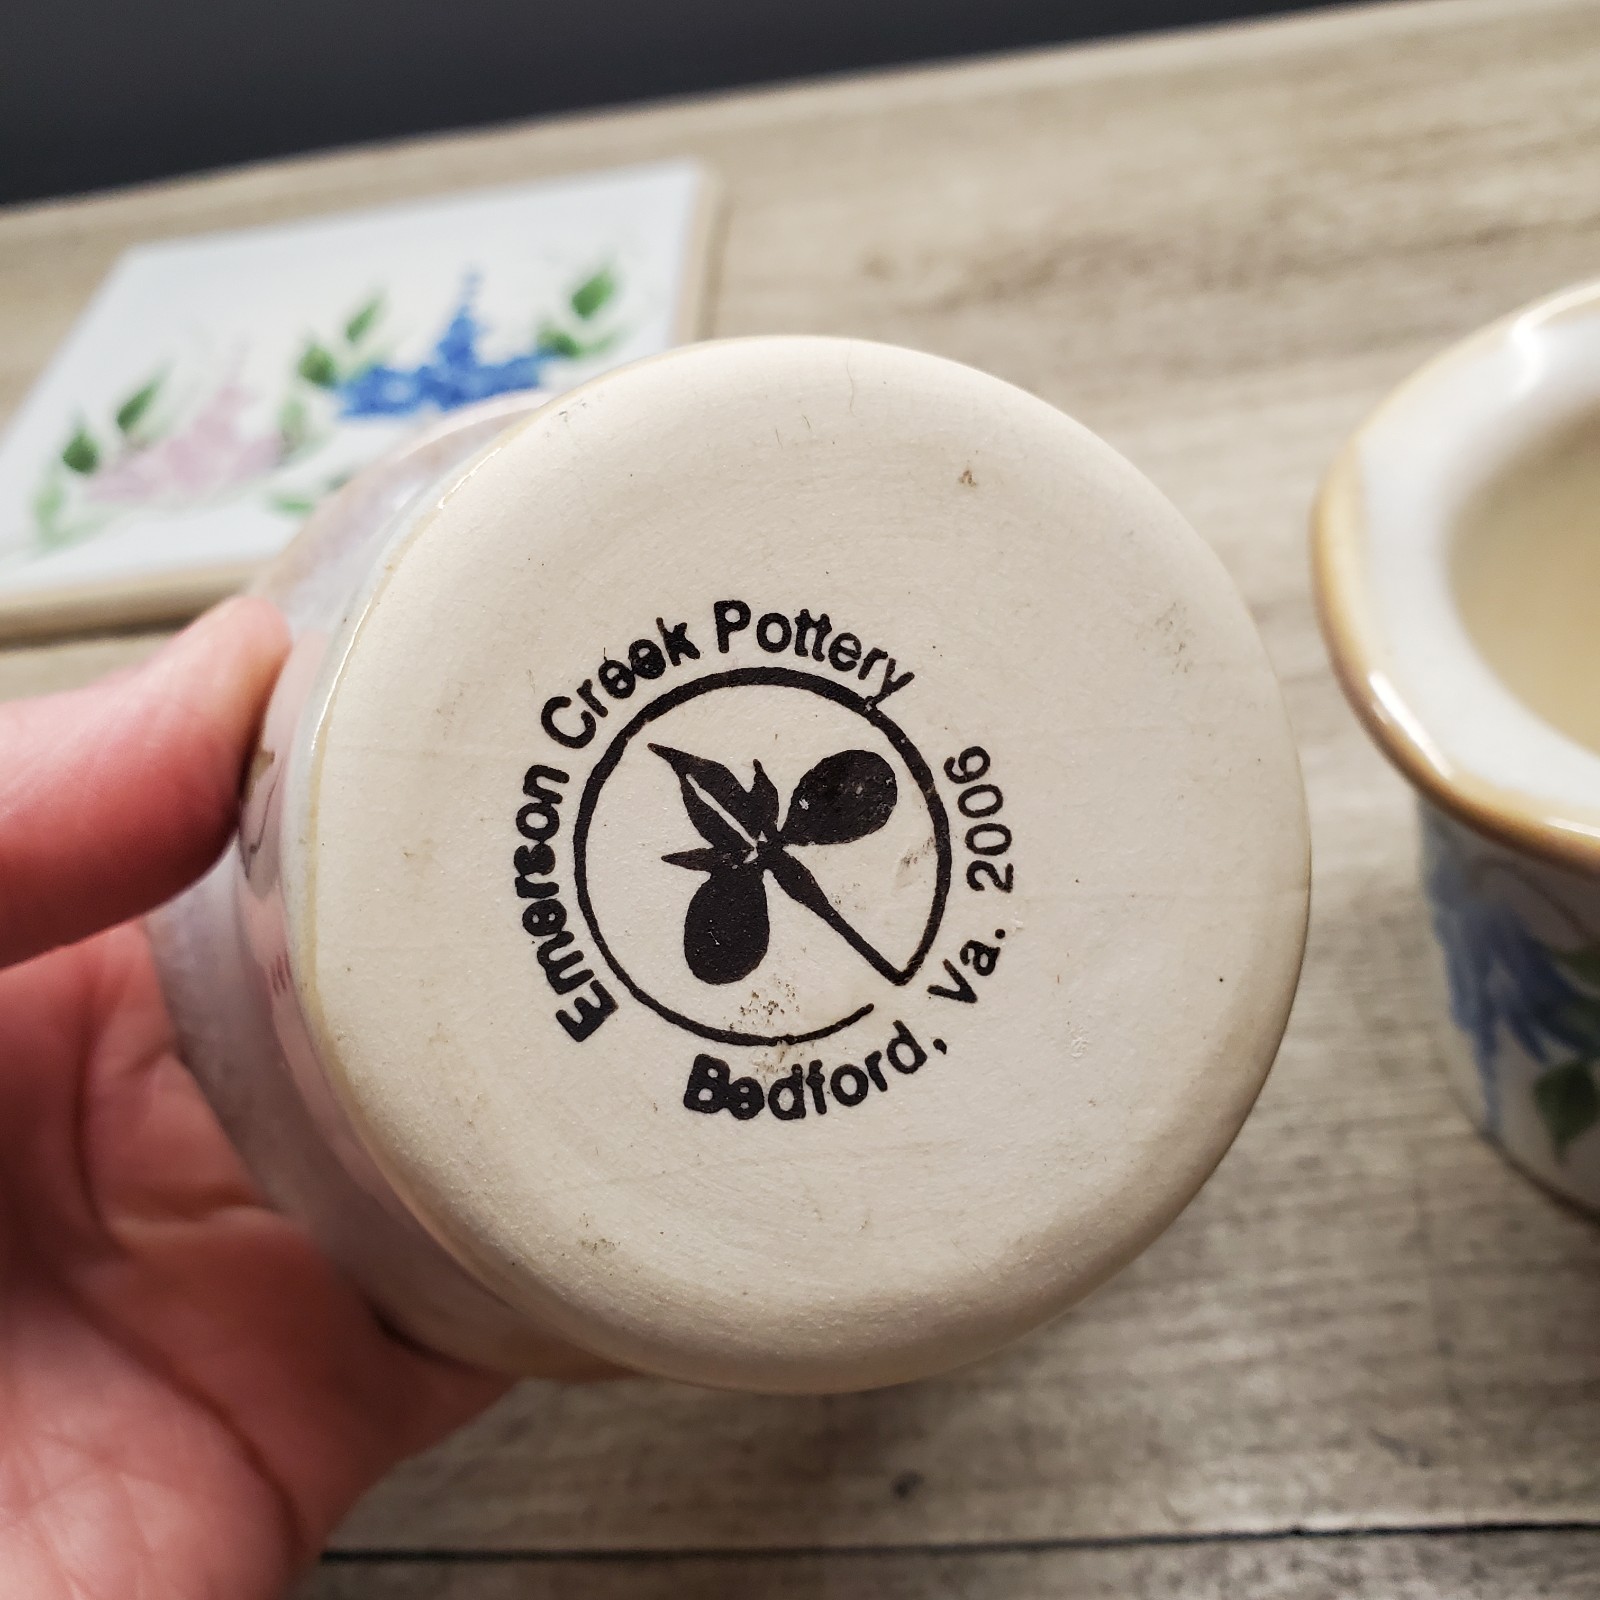 Emerson Creek Pottery
Bedford, Va. 2006